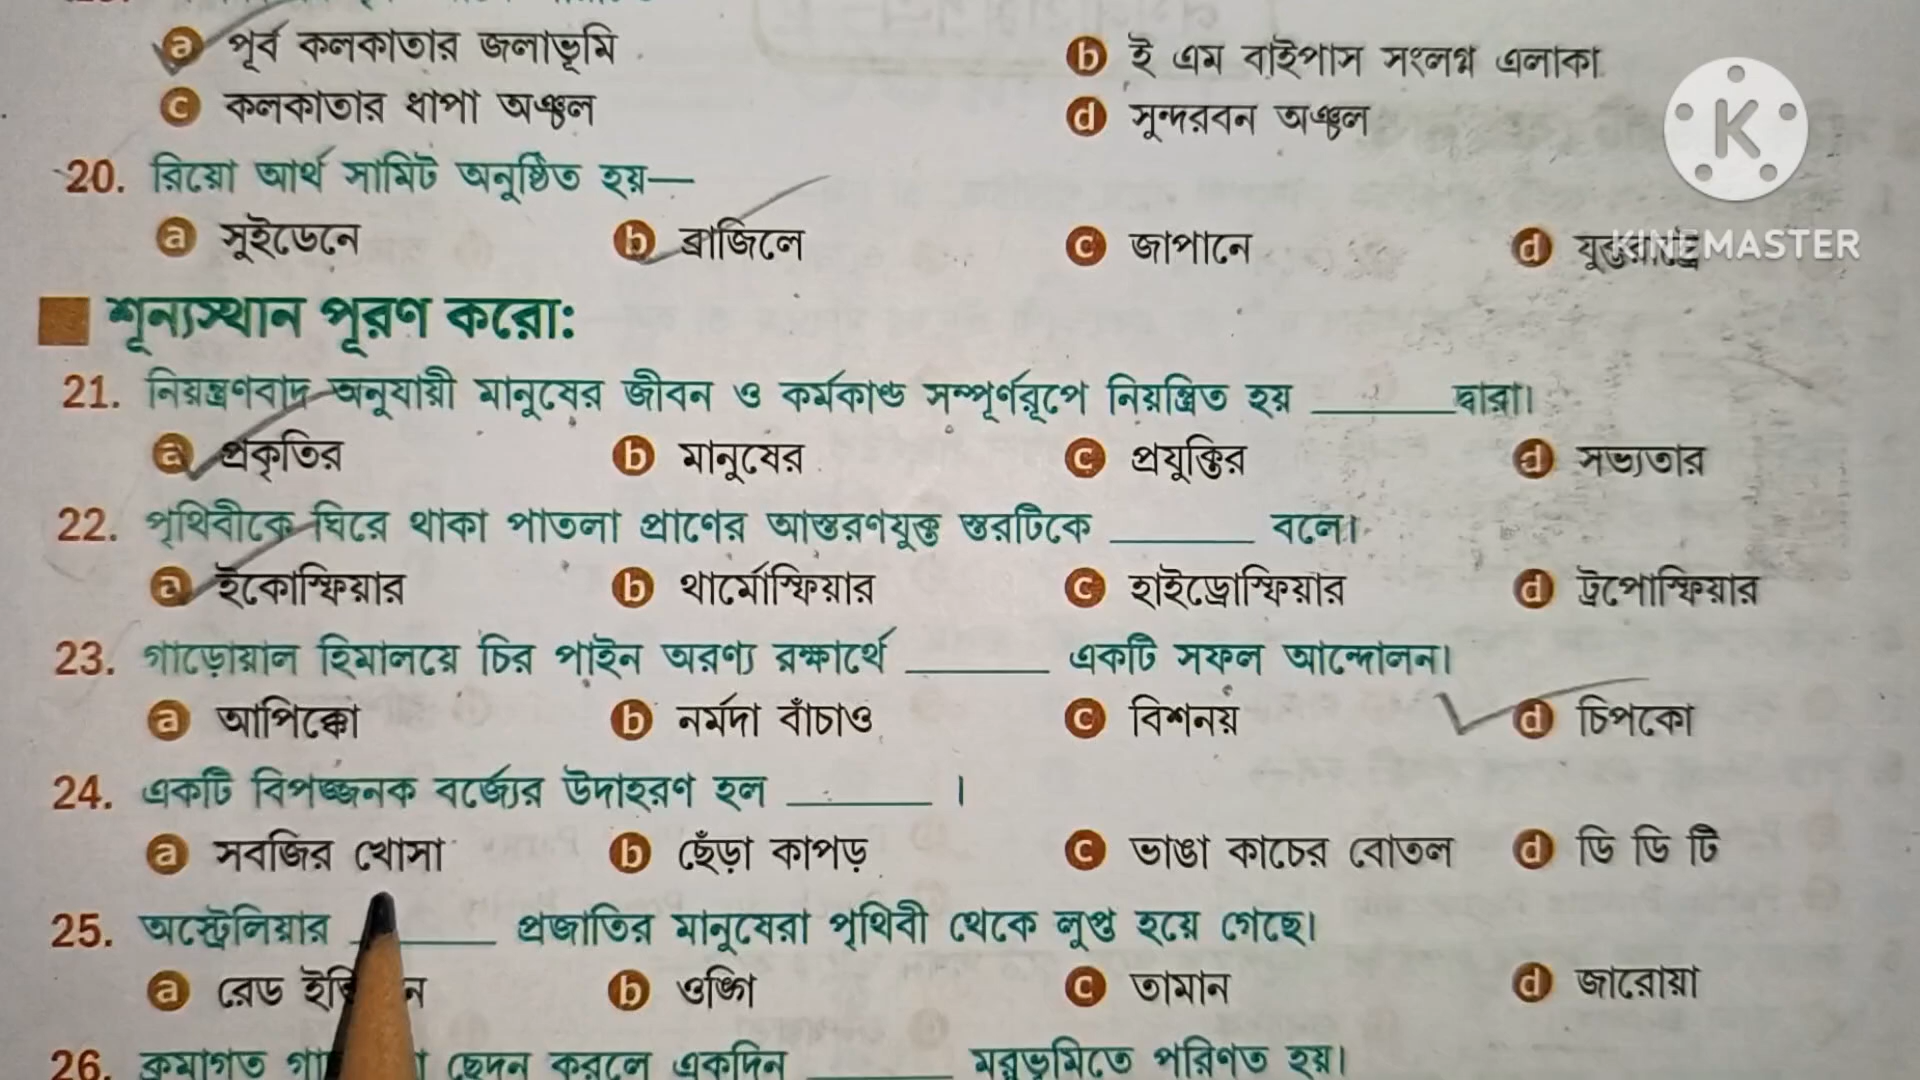 a পূর্ব কলকাতার জলাভূমি b ই এম বাইপাস সংলগ্ন এলাকা
c কলকাতার ধাপা অঞ্চল d সুন্দরবন অঞ্চল
K
20. রিয়ো আর্থ সামিট অনুষ্ঠিত হয়—
a সুইডেনে b ব্রাজিলে c জাপানে d যুক্তরাষ্ট্রে
KINEMASTER
শূন্যস্থান পূরণ করো:
21. নিয়ন্ত্রণবাদ অনুযায়ী মানুষের জীবন ও কর্মকাণ্ড সম্পূর্ণরূপে নিয়ন্ত্রিত হয় ______ দ্বারা।
a প্রকৃতির b মানুষের c প্রযুক্তির d সভ্যতার
22. পৃথিবীকে ঘিরে থাকা পাতলা প্রাণের আস্তরণযুক্ত স্তরটিকে ______ বলে।
a ইকোস্ফিয়ার b থার্মোস্ফিয়ার c হাইড্রোস্ফিয়ার d ট্রপোস্ফিয়ার
23. গাড়োয়াল হিমালয়ে চির পাইন অরণ্য রক্ষার্থে ______ একটি সফল আন্দোলন।
a আপিক্কো b নর্মদা বাঁচাও c বিশনয় d চিপকো
24. একটি বিপজ্জনক বর্জ্যের উদাহরণ হল ______ ।
a সবজির খোসা b ছেঁড়া কাপড় c ভাঙা কাচের বোতল d ডি ডি টি
25. অস্ট্রেলিয়ার ______ প্রজাতির মানুষেরা পৃথিবী থেকে লুপ্ত হয়ে গেছে।
a রেড b ওঙ্গি c তামান d জারোয়া
26. ক্রমাগত ছেদন করলে একদিন ______ মরুভূমিতে পরিণত হয়।